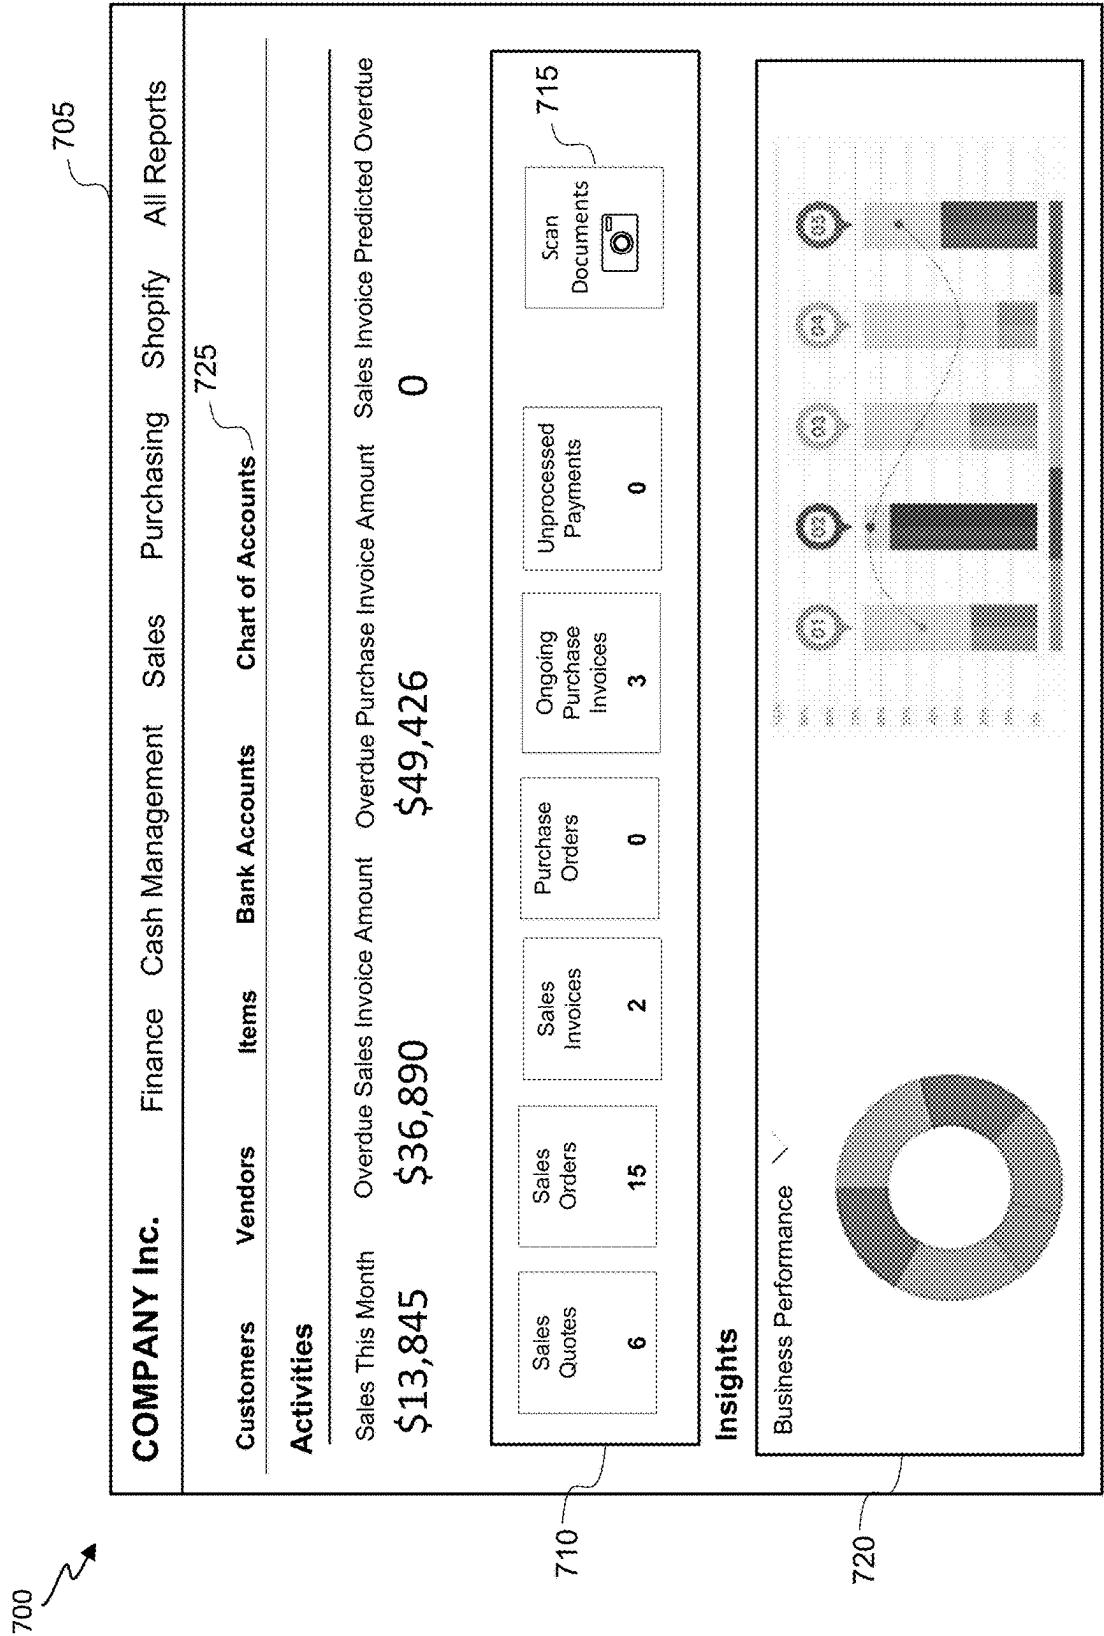 700
705
COMPANY Inc. Finance Cash Management Sales Purchasing Shopify All Reports
725
Customers Vendors Items Bank Accounts Chart of Accounts
Activities
Sales This Month Overdue Sales Invoice Amount Overdue Purchase Invoice Amount Sales Invoice Predicted Overdue
$13,845 $36,890 $49,426 0
710
715
Sales
Quotes
6
Sales
Orders
15
Sales
Invoices
2
Purchase
Orders
0
Ongoing
Purchase
Invoices
3
Unprocessed
Payments
0
Scan
Documents
Insights
720
Business Performance
01 02 03 04 05